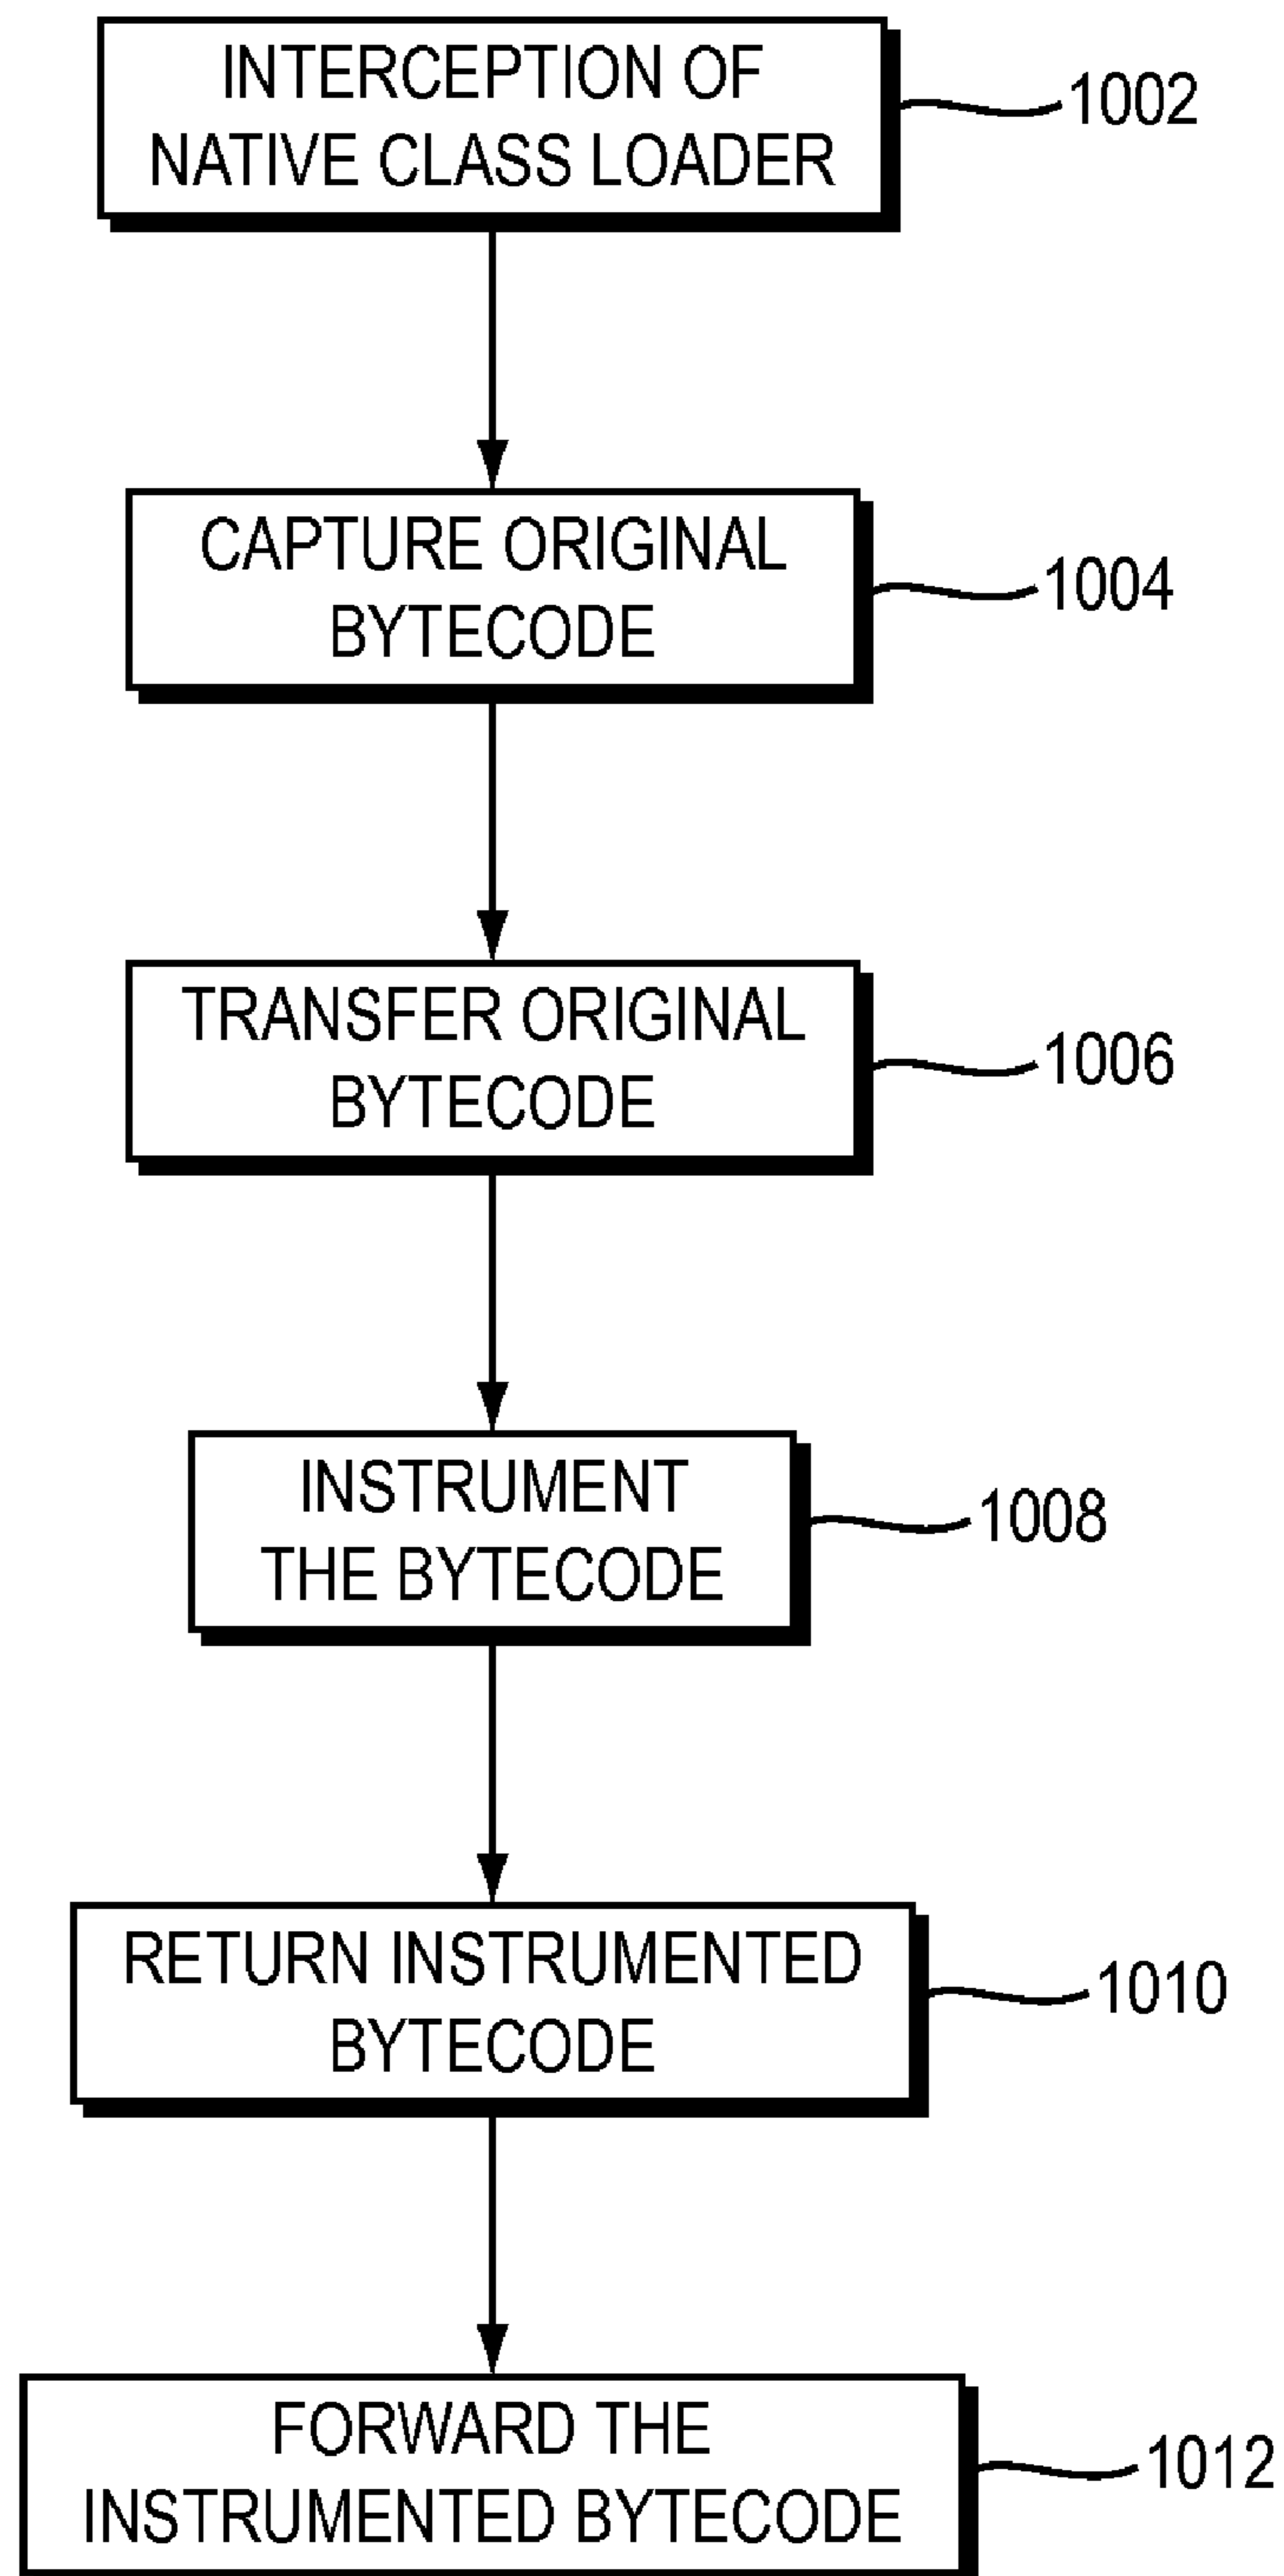 INTERCEPTION OF
NATIVE CLASS LOADER
1002
CAPTURE ORIGINAL
BYTECODE
1004
TRANSFER ORIGINAL
BYTECODE
1006
INSTRUMENT
THE BYTECODE
1008
RETURN INSTRUMENTED
BYTECODE
1010
FORWARD THE
INSTRUMENTED BYTECODE
1012